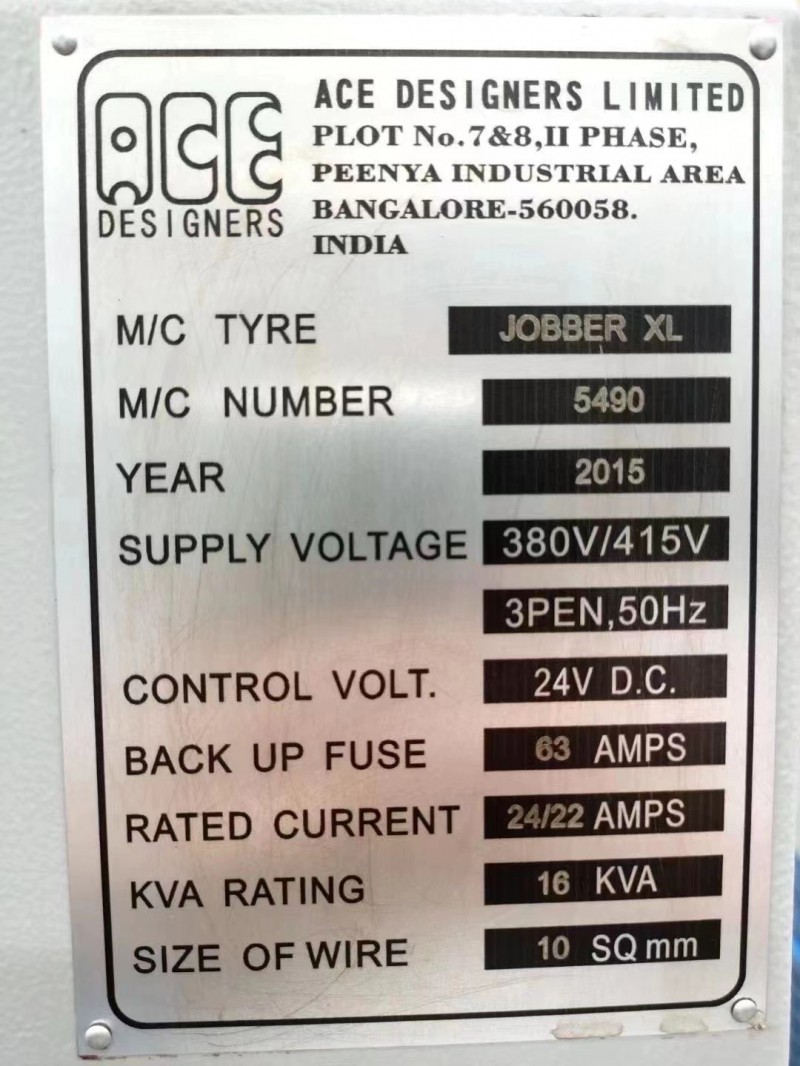 ACE
DESIGNERS
ACE DESIGNERS LIMITED
PLOT No.7&8,II PHASE,
PEENYA INDUSTRIAL AREA
BANGALORE-560058.
INDIA
M/C TYRE JOBBER XL
M/C NUMBER 5490
YEAR 2015
SUPPLY VOLTAGE 380V/415V
3PEN,50Hz
CONTROL VOLT. 24V D.C.
BACK UP FUSE 63 AMPS
RATED CURRENT 24/22 AMPS
KVA RATING 16 KVA
SIZE OF WIRE 10 SQ mm